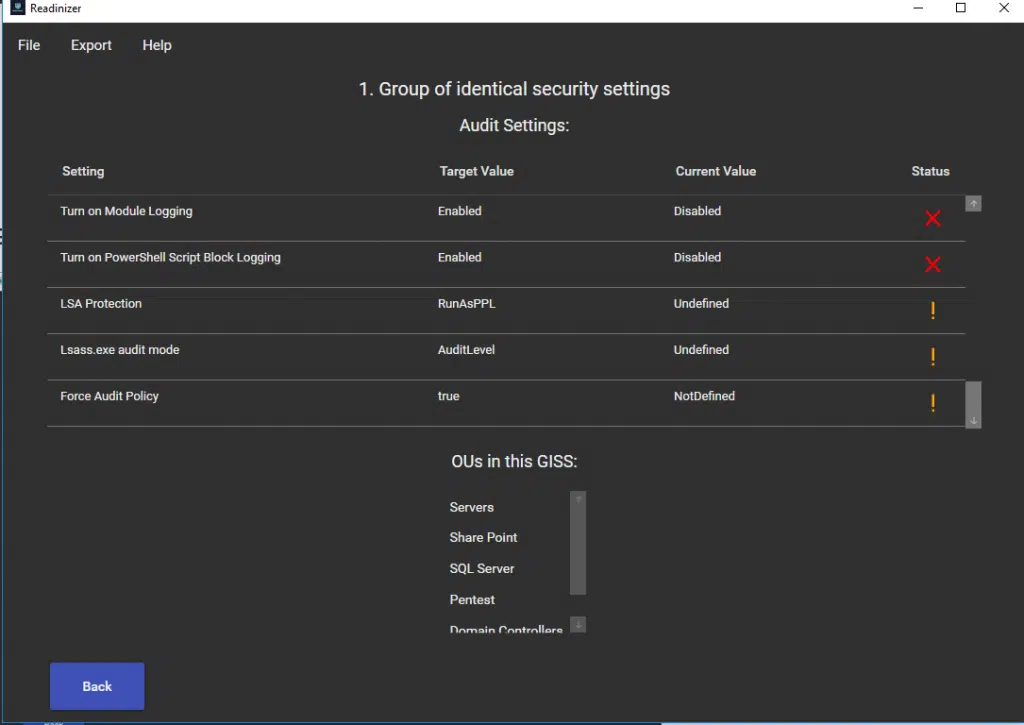 Readinizer
File Export Help
1. Group of identical security settings
Audit Settings:
Setting Target Value Current Value Status
Turn on Module Logging Enabled Disabled
Turn on PowerShell Script Block Logging Enabled Disabled
LSA Protection RunAsPPL Undefined !
Lsass.exe audit mode AuditLevel Undefined !
Force Audit Policy true NotDefined !
OUs in this GISS:
Servers
Share Point
SQL Server
Pentest
Domain Controllers
Back